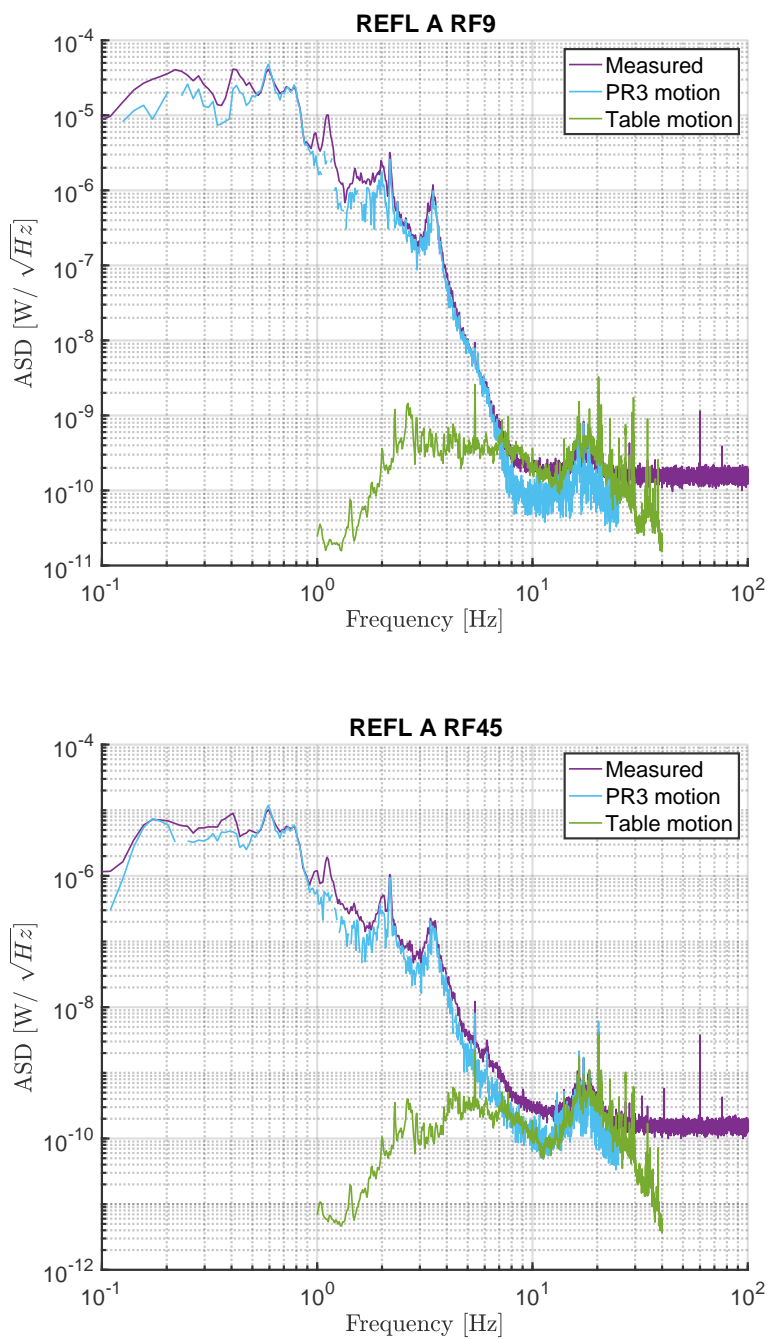 REFL A RF9
10^-4
10^-5
10^-6
10^-7
10^-8
10^-9
10^-10
10^-11
ASD [W/ √Hz]
Measured
PR3 motion
Table motion
10^-1 10^0 10^1 10^2
Frequency [Hz]
REFL A RF45
10^-4
10^-6
10^-8
10^-10
10^-12
ASD [W/ √Hz]
Measured
PR3 motion
Table motion
10^-1 10^0 10^1 10^2
Frequency [Hz]